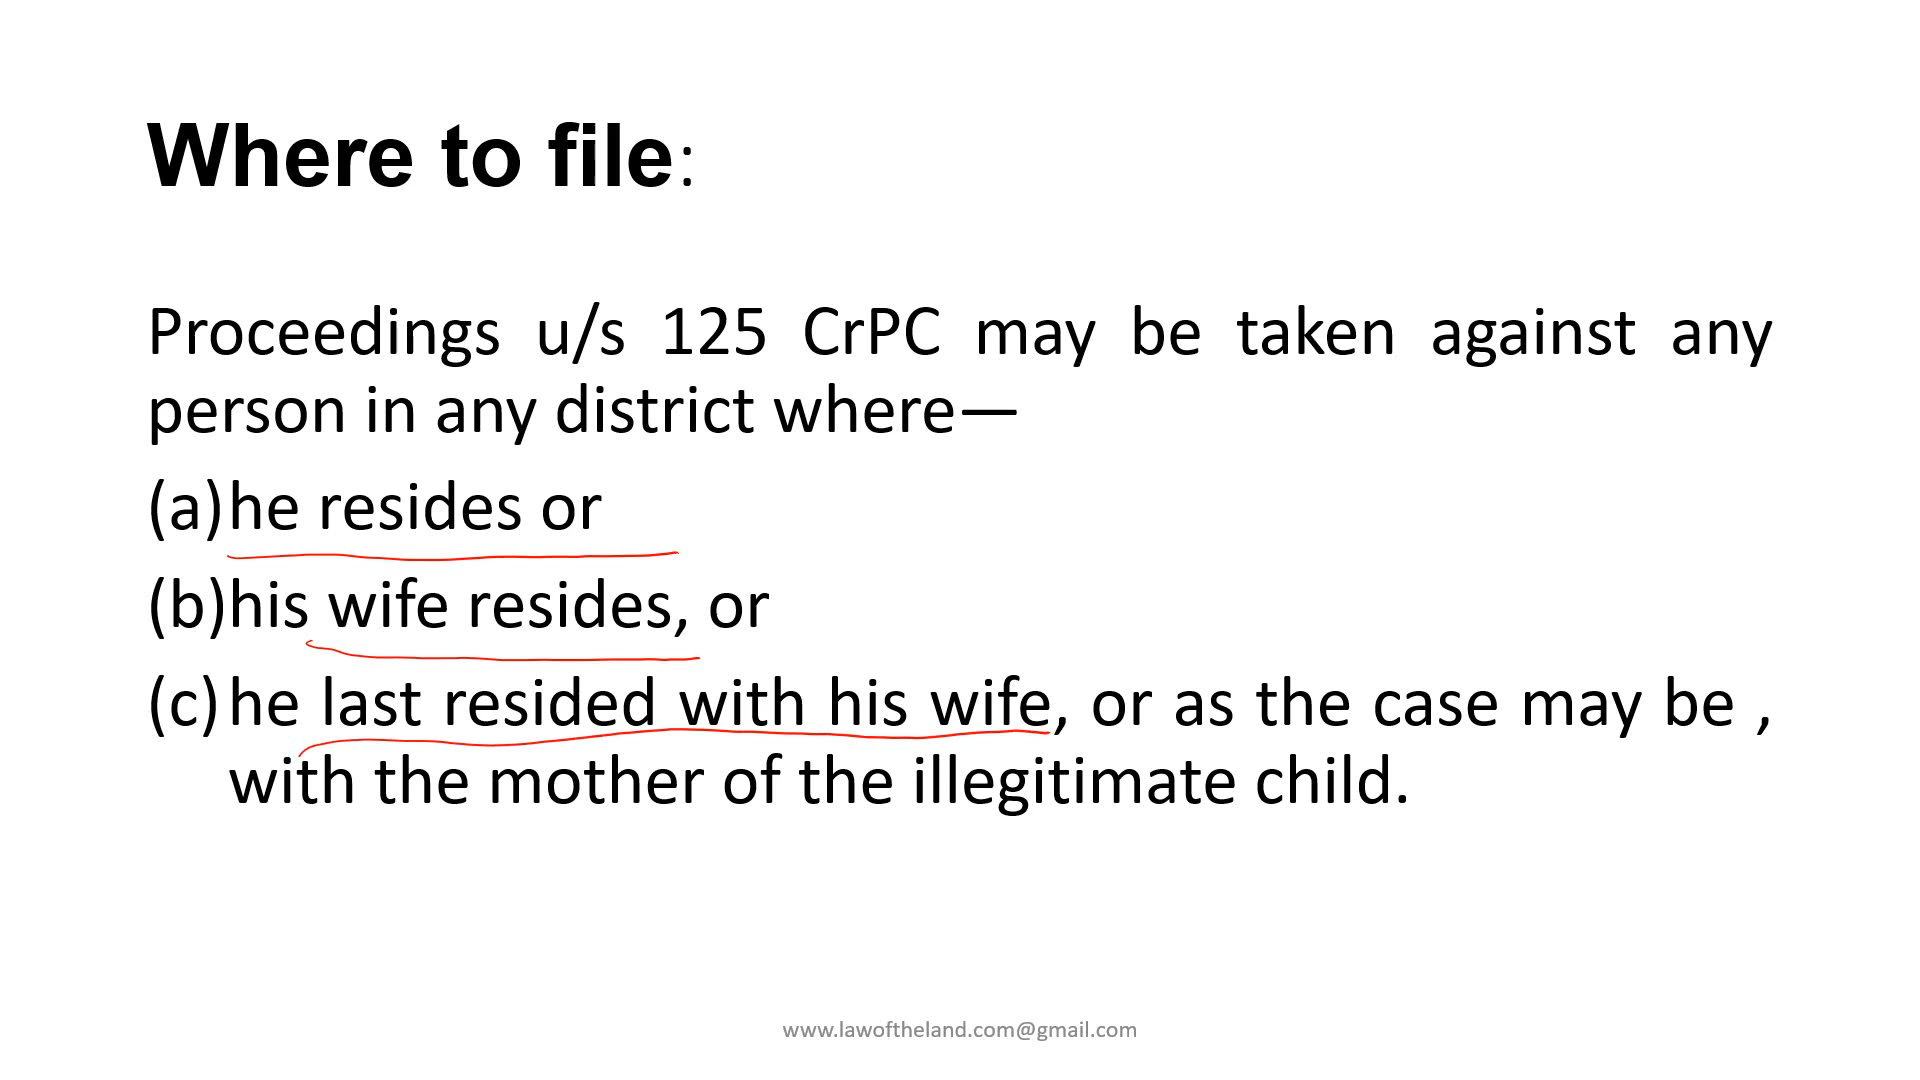 Where to file:
Proceedings u/s 125 CrPC may be taken against any
person in any district where—
(a)he resides or
(b)his wife resides, or
(c)he last resided with his wife, or as the case may be ,
with the mother of the illegitimate child.
www.lawoftheland.com@gmail.com